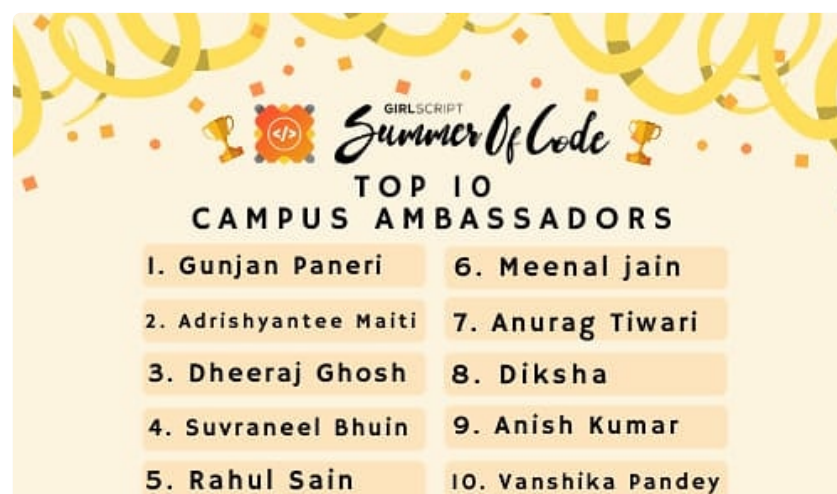 </>
GIRLSCRIPT
Summer Of Code
TOP 10
CAMPUS AMBASSADORS
1. Gunjan Paneri
2. Adrishyantee Maiti
3. Dheeraj Ghosh
4. Suvraneel Bhuin
5. Rahul Sain
6. Meenal jain
7. Anurag Tiwari
8. Diksha
9. Anish Kumar
10. Vanshika Pandey